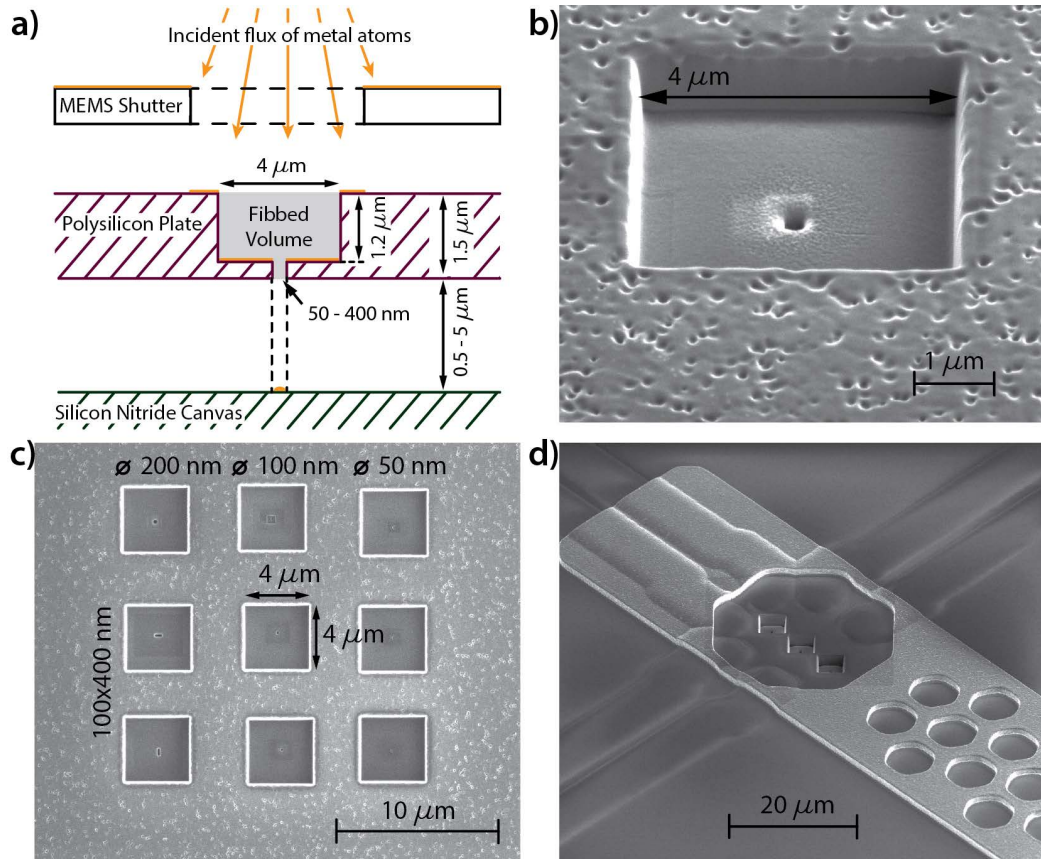 a)
Incident flux of metal atoms
MEMS Shutter
4 μm
Polysilicon Plate
Fibbed
Volume
1.2 μm
1.5 μm
50 - 400 nm
0.5 - 5 μm
Silicon Nitride Canvas
b)
4 μm
1 μm
c)
ø 200 nm ø 100 nm ø 50 nm
4 μm
4 μm
100x400 nm
10 μm
d)
20 μm